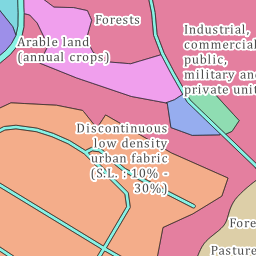 Forests
Industrial,
commercial
public,
military and
private unit
Arable land
(annual crops)
Discontinuous
low density
urban fabric
(S.L. : 10% -
30%)
Fore
Pasture